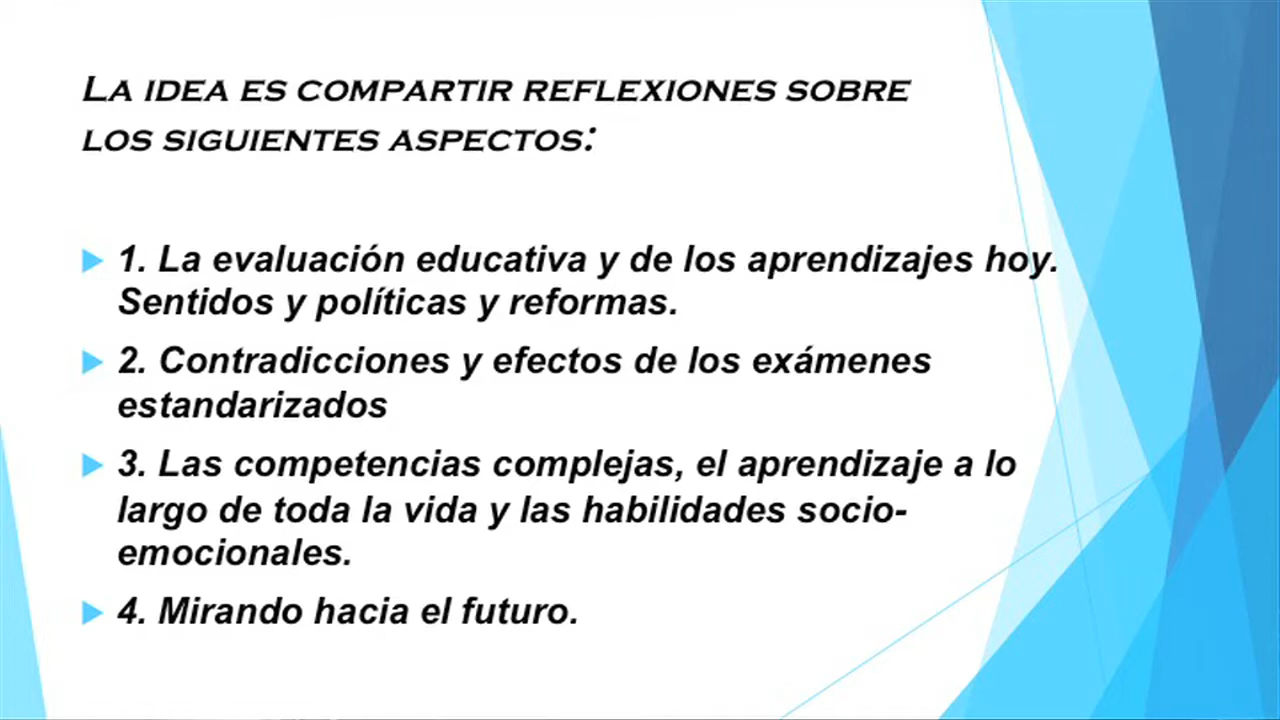 La idea es compartir reflexiones sobre
los siguientes aspectos:
1. La evaluación educativa y de los aprendizajes hoy.
Sentidos y políticas y reformas.
2. Contradicciones y efectos de los exámenes
estandarizados
3. Las competencias complejas, el aprendizaje a lo
largo de toda la vida y las habilidades socio-
emocionales.
4. Mirando hacia el futuro.